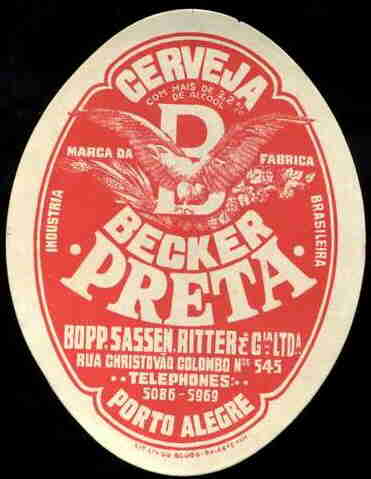 CERVEJA
COM MAIS DE 2,2%
DE ALCOOL
B
MARCA DA FABRICA
INDUSTRIA BRASILEIRA
BECKER
·PRETA·
BOPP. SASSEN. RITTER & CIA. LTDA.
RUA CHRISTOVÃO COLOMBO Nos 545
··TELEPHONES:··
5086-5969
PORTO ALEGRE